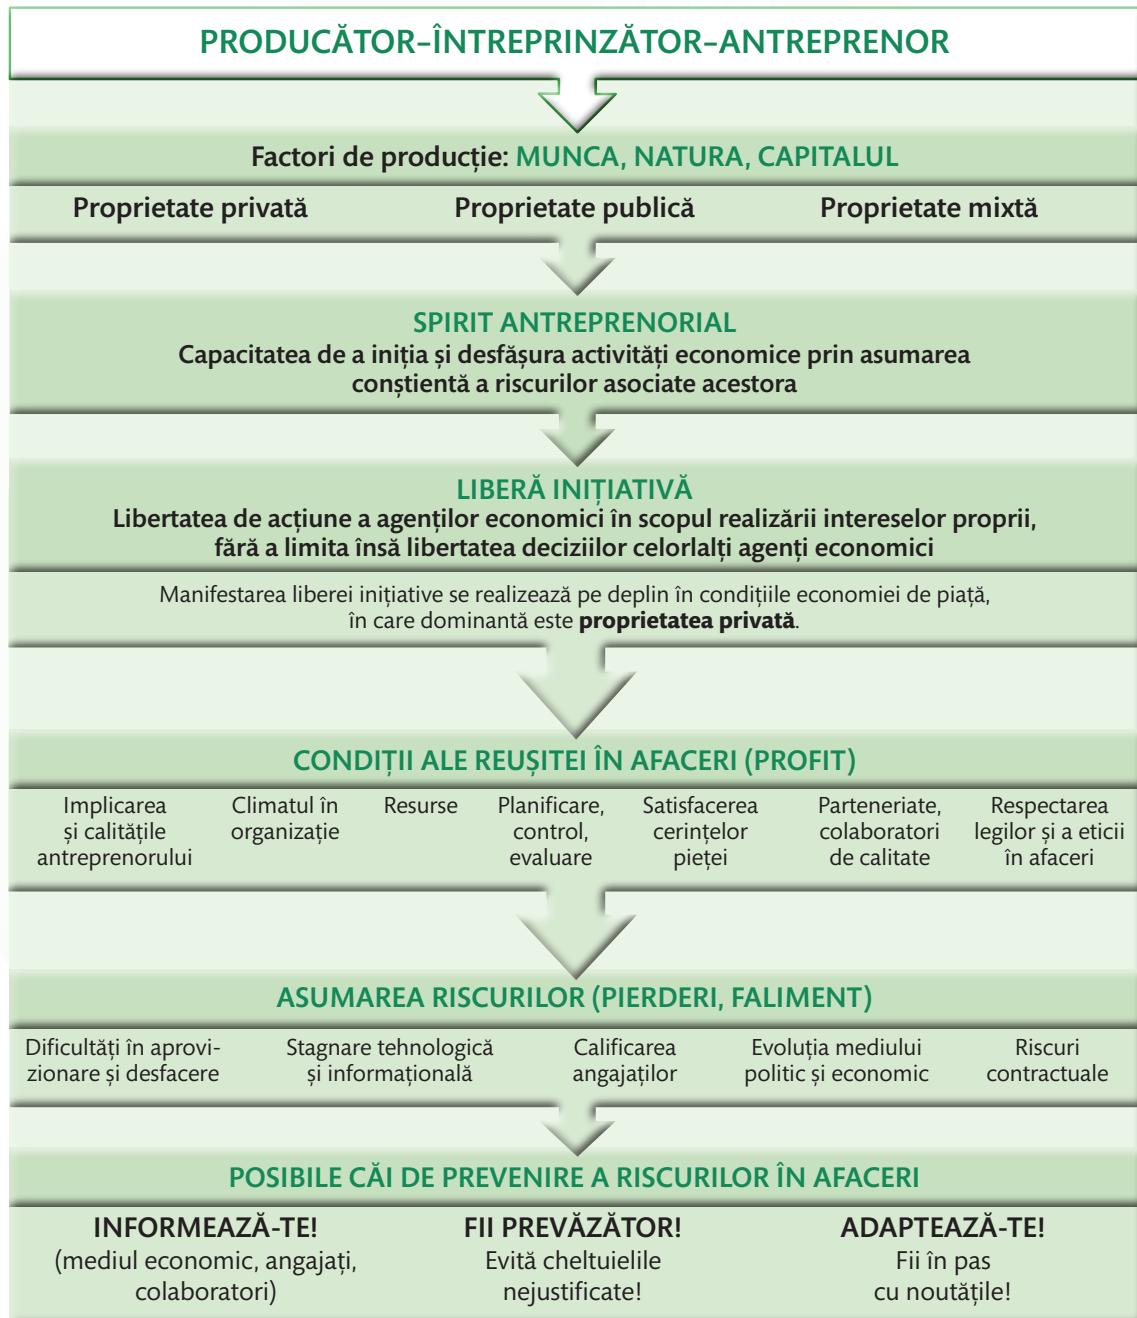 PRODUCĂTOR–ÎNTREPRINZĂTOR–ANTREPRENOR
Factori de producție: MUNCA, NATURA, CAPITALUL
Proprietate privată Proprietate publică Proprietate mixtă
SPIRIT ANTREPRENORIAL
Capacitatea de a iniția și desfășura activități economice prin asumarea
conștientă a riscurilor asociate acestora
LIBERĂ INIȚIATIVĂ
Libertatea de acțiune a agenților economici în scopul realizării intereselor proprii,
fără a limita însă libertatea deciziilor celorlalți agenți economici
Manifestarea liberei inițiative se realizează pe deplin în condițiile economiei de piață,
în care dominantă este proprietatea privată.
CONDIȚII ALE REUȘITEI ÎN AFACERI (PROFIT)
Implicarea
și calitățile
antreprenorului
Climatul în
organizație
Resurse
Planificare,
control,
evaluare
Satisfacerea
cerințelor
pieței
Parteneriate,
colaboratori
de calitate
Respectarea
legilor și a eticii
în afaceri
ASUMAREA RISCURILOR (PIERDERI, FALIMENT)
Dificultăți în aprovi-
zionare și desfacere
Stagnare tehnologică
și informațională
Calificarea
angajaților
Evoluția mediului
politic și economic
Riscuri
contractuale
POSIBILE CĂI DE PREVENIRE A RISCURILOR ÎN AFACERI
INFORMEAZĂ-TE!
(mediul economic, angajați,
colaboratori)
FII PREVĂZĂTOR!
Evită cheltuielile
nejustificate!
ADAPTEAZĂ-TE!
Fii în pas
cu noutățile!